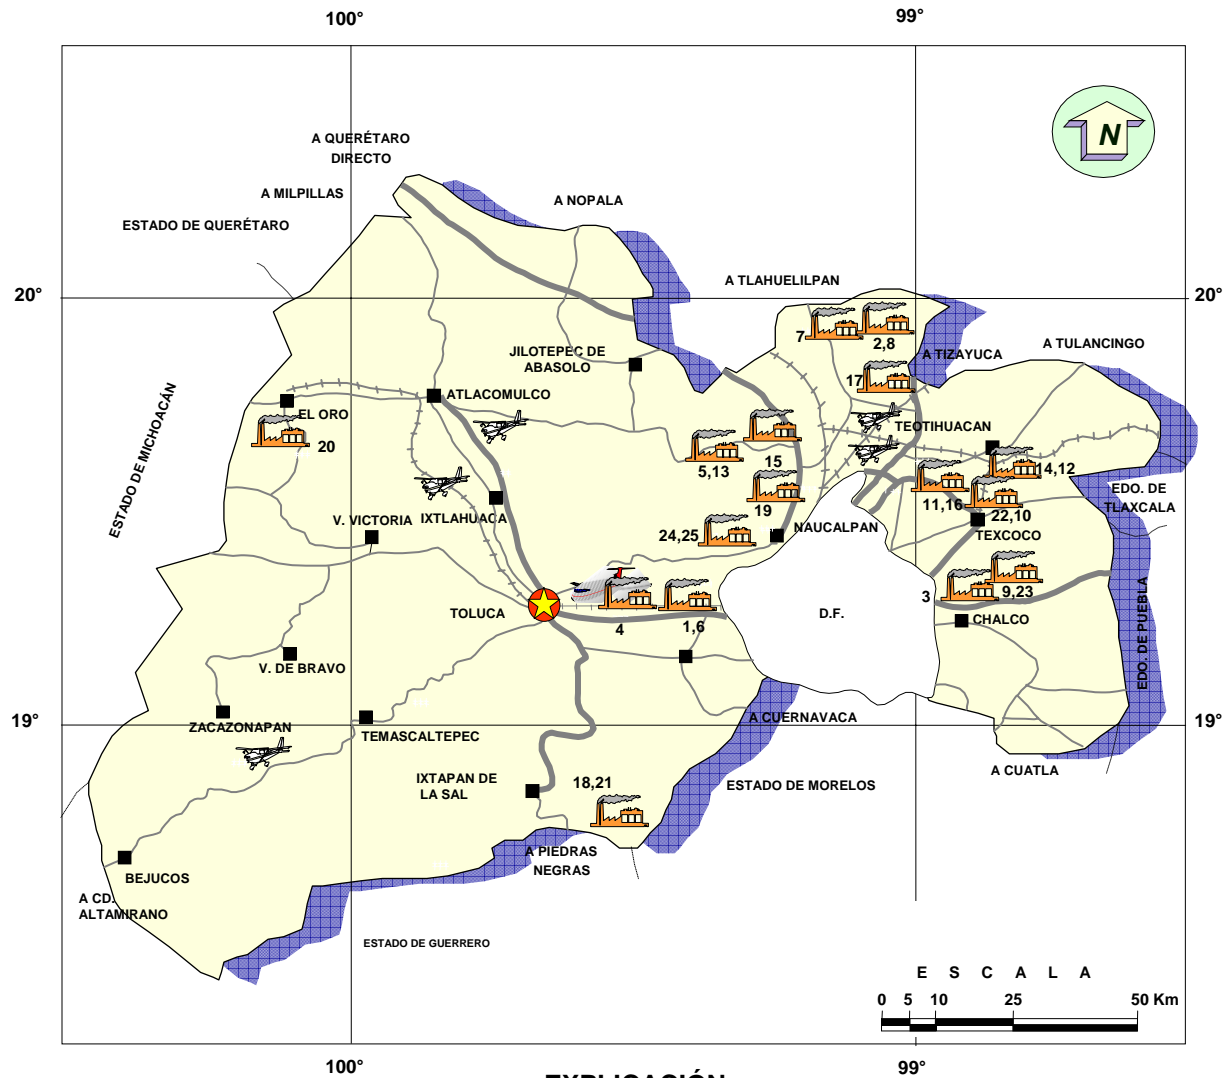 100°
99°
N
A QUERÉTARO
DIRECTO
A MILPILLAS
A NOPALA
ESTADO DE QUERÉTARO
A TLAHUELILPAN
20°
20°
7
2,8
A TIZAYUCA
A TULANCINGO
JILOTEPEC DE
ABASOLO
17
ATLACOMULCO
ESTADO DE MICHOACÁN
EL ORO
20
TEOTIHUACAN
5,13
15
14,12
EDO. DE
TLAXCALA
11,16
22,10
19
V. VICTORIA
IXTLAHUACA
24,25
NAUCALPAN
TEXCOCO
3
9,23
TOLUCA
4
1,6
D.F.
CHALCO
EDO. DE PUEBLA
V. DE BRAVO
19°
19°
ZACAZONAPAN
TEMASCALTEPEC
A CUERNAVACA
A CUATLA
IXTAPAN DE
LA SAL
18,21
ESTADO DE MORELOS
A PIEDRAS
NEGRAS
BEJUCOS
A CD.
ALTAMIRANO
ESTADO DE GUERRERO
E S C A L A
0 5 10 25 50 Km
100°
99°
EXPLICACIÓN